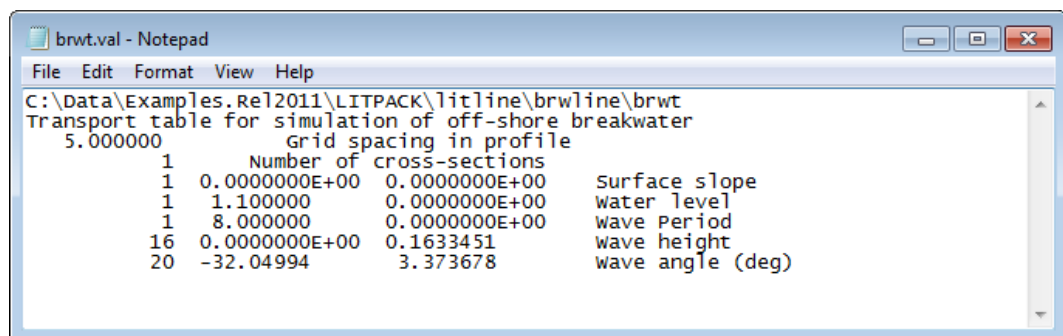 brwt.val - Notepad
File Edit Format View Help
C:\Data\Examples.Rel2011\LITPACK\litline\brwline\brwt
Transport table for simulation of off-shore breakwater
5.000000 Grid spacing in profile
1 Number of cross-sections
1 0.0000000E+00 0.0000000E+00 Surface slope
1 1.100000 0.0000000E+00 Water level
1 8.000000 0.0000000E+00 Wave Period
16 0.0000000E+00 0.1633451 Wave height
20 -32.04994 3.373678 Wave angle (deg)